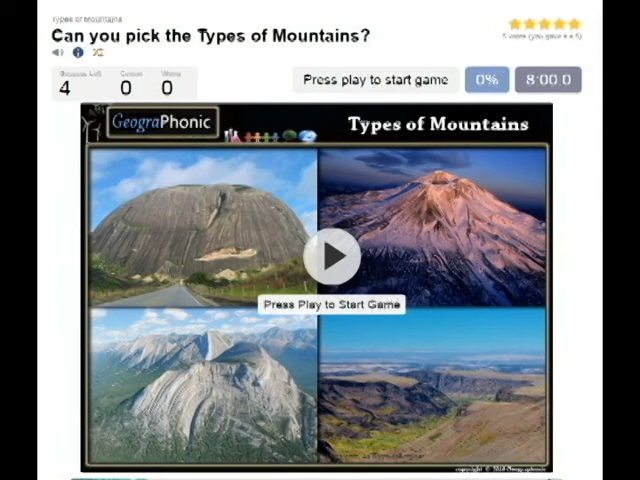 Types of Mountains
Can you pick the Types of Mountains?
4 0 0
Press play to start game 0% 8:00.0
GeograPhonic
Types of Mountains
Press Play to Start Game